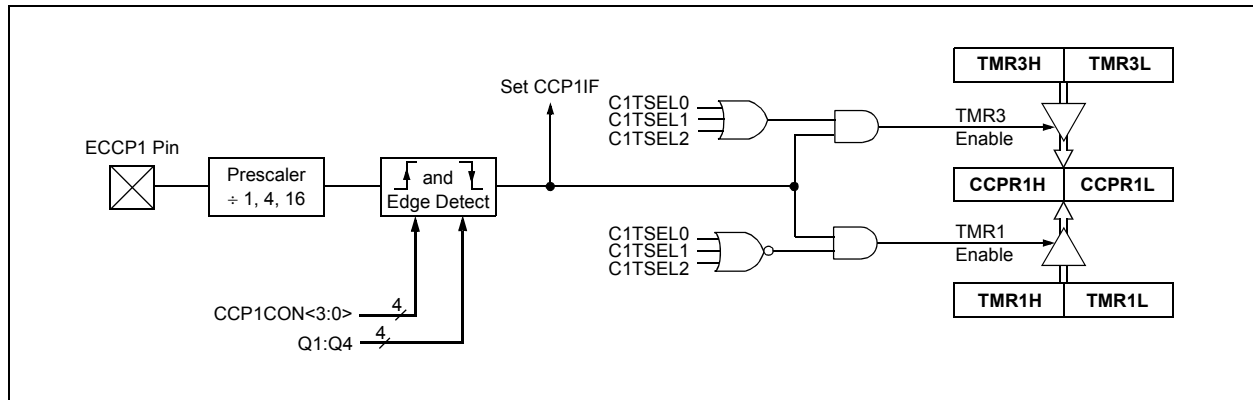 TMR3H TMR3L
Set CCP1IF
C1TSEL0
C1TSEL1
C1TSEL2
TMR3
Enable
ECCP1 Pin
Prescaler
÷ 1, 4, 16
and
Edge Detect
CCPR1H CCPR1L
C1TSEL0
C1TSEL1
C1TSEL2
TMR1
Enable
TMR1H TMR1L
CCP1CON<3:0> 4
Q1:Q4 4